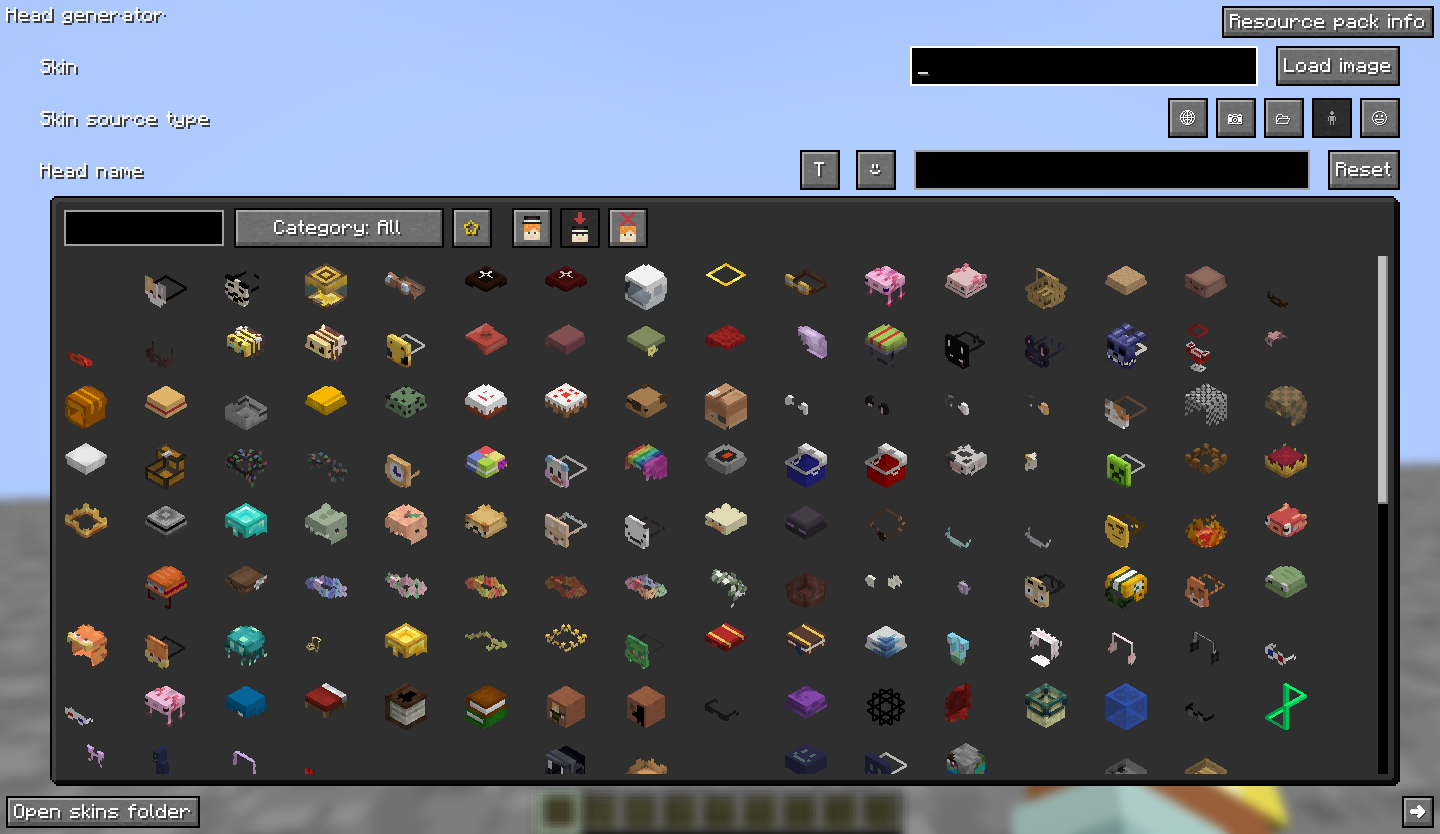 Head generator
Resource pack info
Skin
_
Load image
Skin source type
Head name
T
Reset
Category: All
Open skins folder